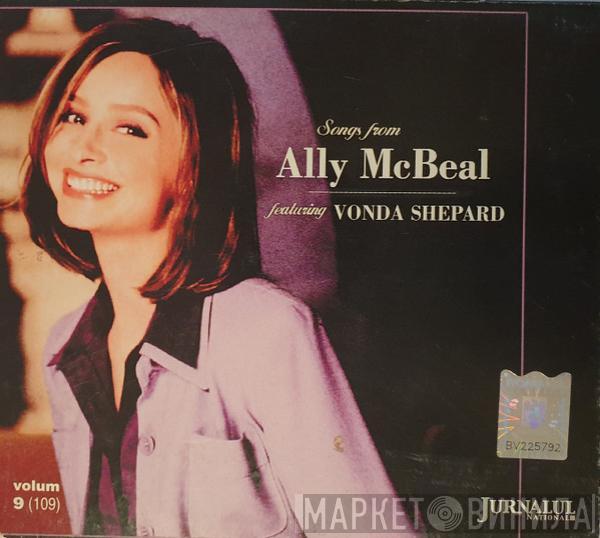 Songs from
Ally McBeal
featuring VONDA SHEPARD
BV225792
volum
9 (109)
JURNALUL
NAȚIONAL
МАРКЕТ ВИНИЛА